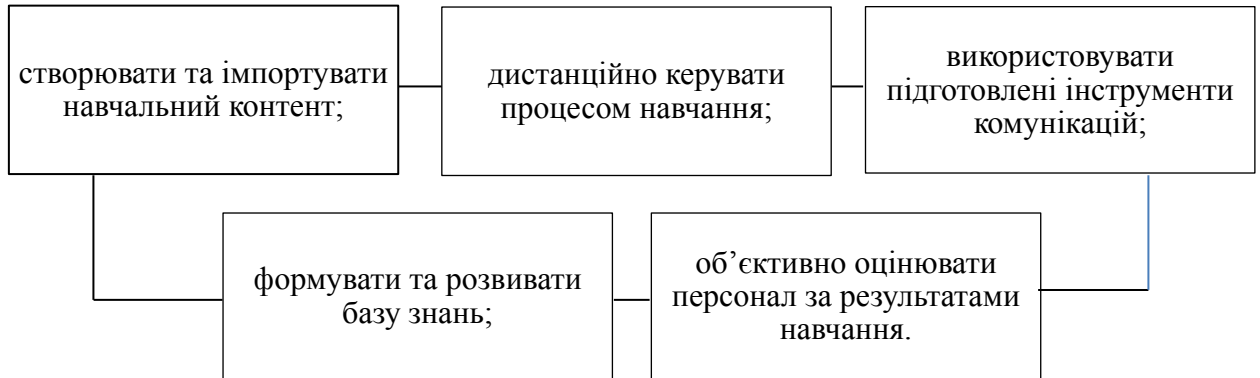 створювати та імпортувати
навчальний контент;
дистанційно керувати
процесом навчання;
використовувати
підготовлені інструменти
комунікацій;
формувати та розвивати
базу знань;
об’єктивно оцінювати
персонал за результатами
навчання.